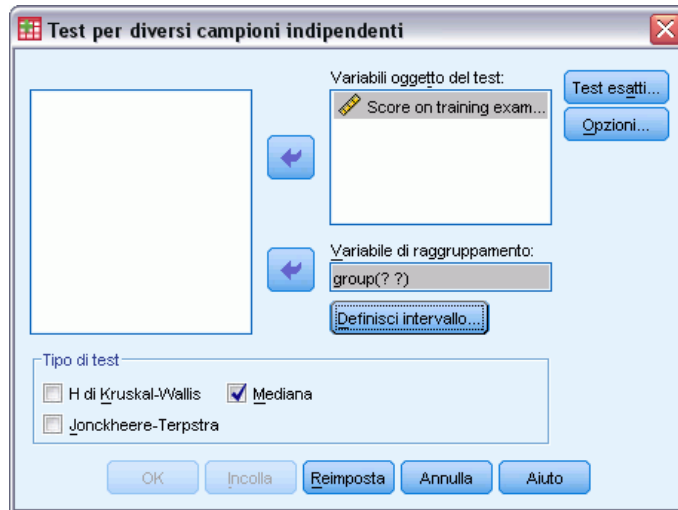 Test per diversi campioni indipendenti
Variabili oggetto del test:
Score on training exam...
Test esatti...
Opzioni...
Variabile di raggruppamento:
group(? ?)
Definisci intervallo...
Tipo di test
H di Kruskal-Wallis
Mediana
Jonckheere-Terpstra
OK
Incolla
Reimposta
Annulla
Aiuto